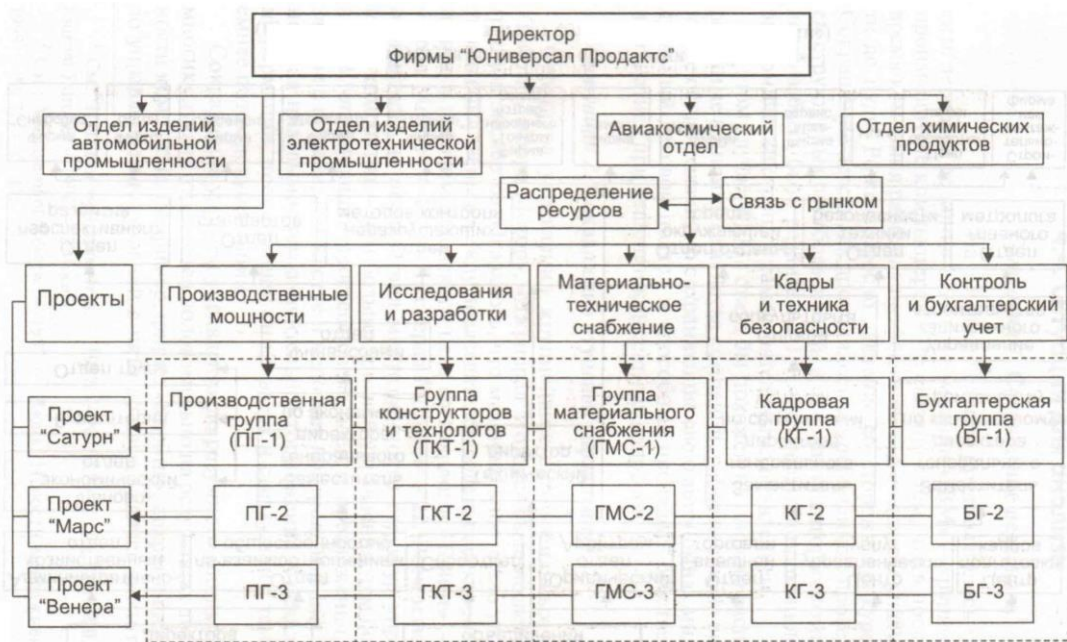 Директор
Фирмы “Юниверсал Продактс”
Отдел изделий
автомобильной
промышленности
Отдел изделий
электротехнической
промышленности
Авиакосмический
отдел
Отдел химических
продуктов
Распределение
ресурсов
Связь с рынком
Проекты
Производственные
мощности
Исследования
и разработки
Материально-
техническое
снабжение
Кадры
и техника
безопасности
Контроль
и бухгалтерский
учет
Проект
“Сатурн”
Производственная
группа
(ПГ-1)
Группа
конструкторов
и технологов
(ГКТ-1)
Группа
материального
снабжения
(ГМС-1)
Кадровая
группа
(КГ-1)
Бухгалтерская
группа
(БГ-1)
Проект
“Марс”
ПГ-2
ГКТ-2
ГМС-2
КГ-2
БГ-2
Проект
“Венера”
ПГ-3
ГКТ-3
ГМС-3
КГ-3
БГ-3